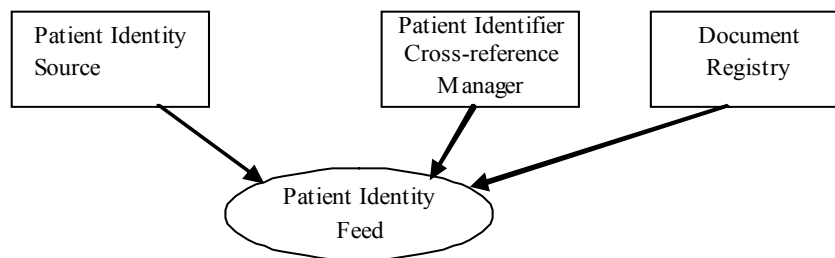 Patient Identity
Source
Patient Identifier
Cross-reference
Manager
Document
Registry
Patient Identity
Feed